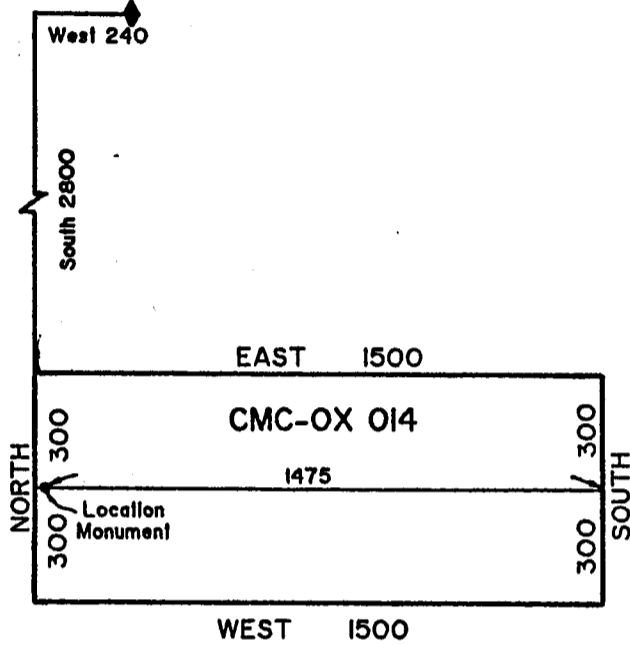 West 240
South 2800
EAST 1500
CMC-OX 014
300
300
1475
NORTH
SOUTH
Location
Monument
300
300
WEST 1500